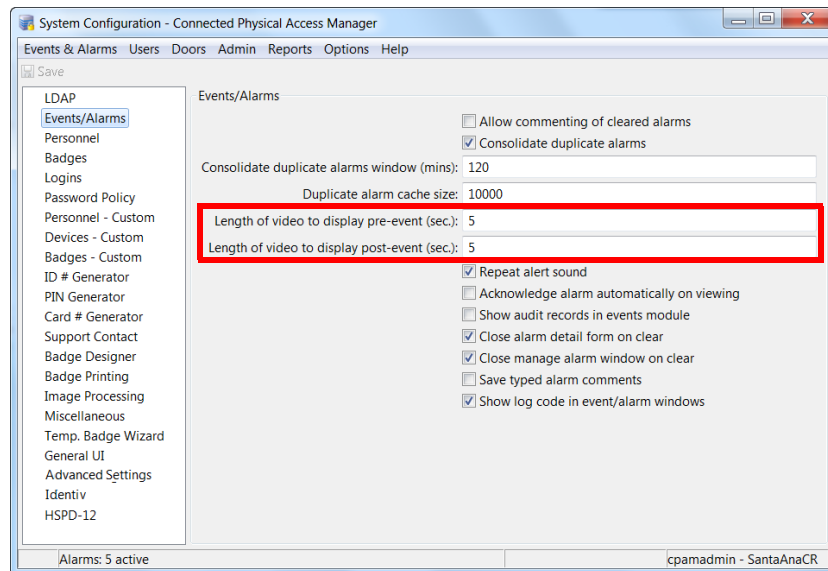 System Configuration - Connected Physical Access Manager
Events & Alarms Users Doors Admin Reports Options Help
Save
LDAP
Events/Alarms
Personnel
Badges
Logins
Password Policy
Personnel - Custom
Devices - Custom
Badges - Custom
ID # Generator
PIN Generator
Card # Generator
Support Contact
Badge Designer
Badge Printing
Image Processing
Miscellaneous
Temp. Badge Wizard
General UI
Advanced Settings
Identiv
HSPD-12
Events/Alarms
Allow commenting of cleared alarms
Consolidate duplicate alarms
Consolidate duplicate alarms window (mins): 120
Duplicate alarm cache size: 10000
Length of video to display pre-event (sec.): 5
Length of video to display post-event (sec.): 5
Repeat alert sound
Acknowledge alarm automatically on viewing
Show audit records in events module
Close alarm detail form on clear
Close manage alarm window on clear
Save typed alarm comments
Show log code in event/alarm windows
Alarms: 5 active
cpamadmin - SantaAnaCR